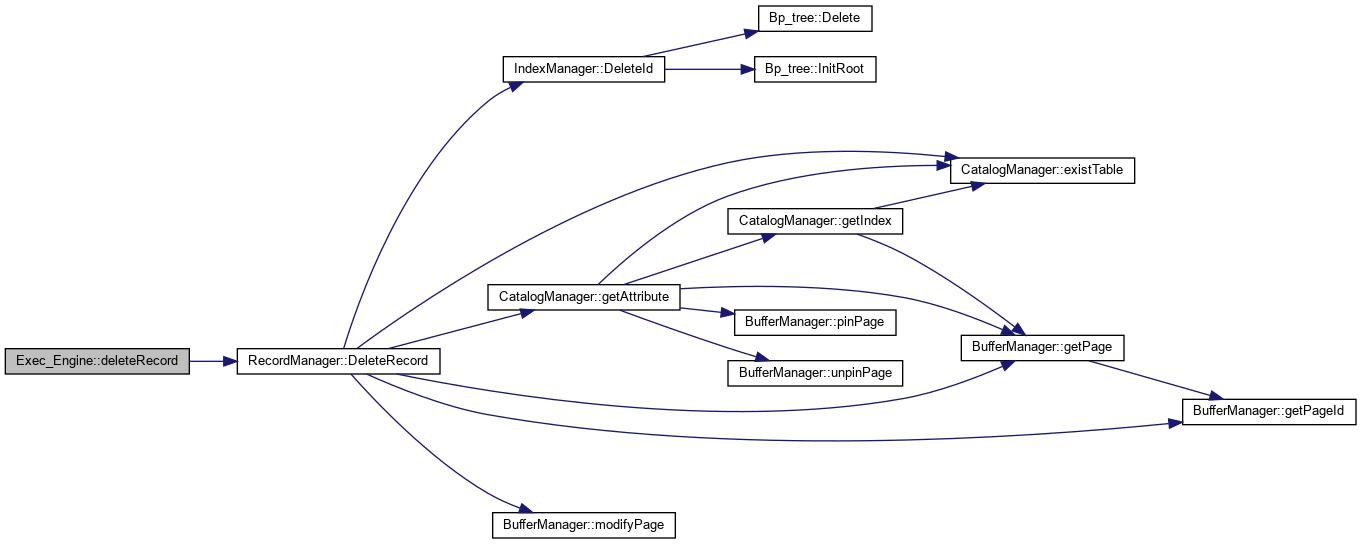 Bp_tree::Delete
IndexManager::DeleteId
Bp_tree::InitRoot
CatalogManager::existTable
CatalogManager::getIndex
CatalogManager::getAttribute
BufferManager::pinPage
BufferManager::getPage
Exec_Engine::deleteRecord
RecordManager::DeleteRecord
BufferManager::unpinPage
BufferManager::getPageId
BufferManager::modifyPage